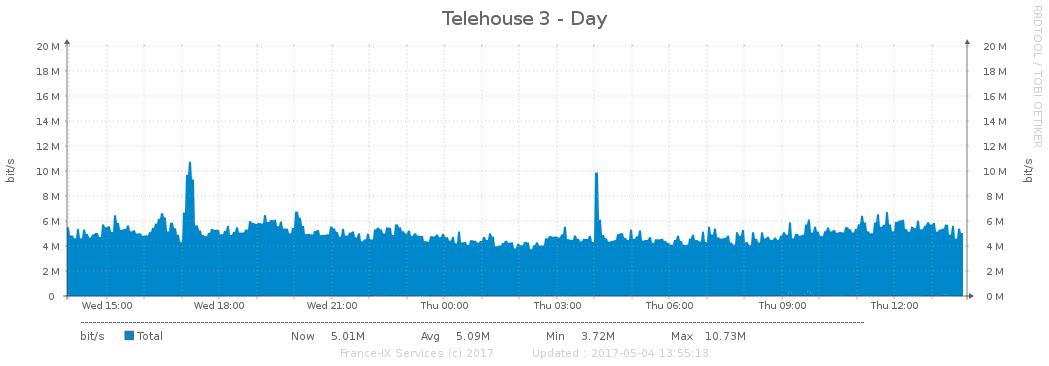 Telehouse 3 - Day
RRDTOOL / TOBI OETIKER
bit/s
bit/s
20 M 20 M
18 M 18 M
16 M 16 M
14 M 14 M
12 M 12 M
10 M 10 M
8 M 8 M
6 M 6 M
4 M 4 M
2 M 2 M
0 0 M
Wed 15:00 Wed 18:00 Wed 21:00 Thu 00:00 Thu 03:00 Thu 06:00 Thu 09:00 Thu 12:00
bit/s Total Now 5.01M Avg 5.09M Min 3.72M Max 10.73M
France-IX Services (c) 2017 Updated : 2017-05-04 13:55:13